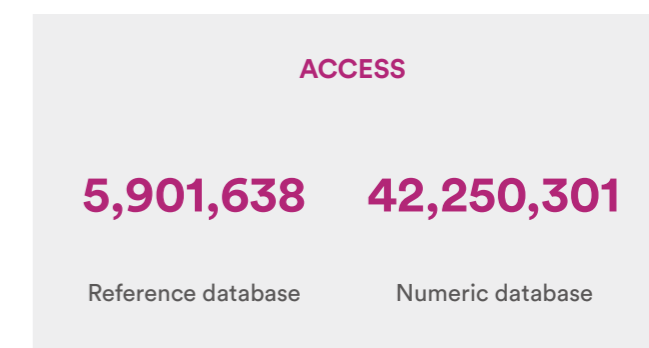 ACCESS
5,901,638 42,250,301
Reference database Numeric database